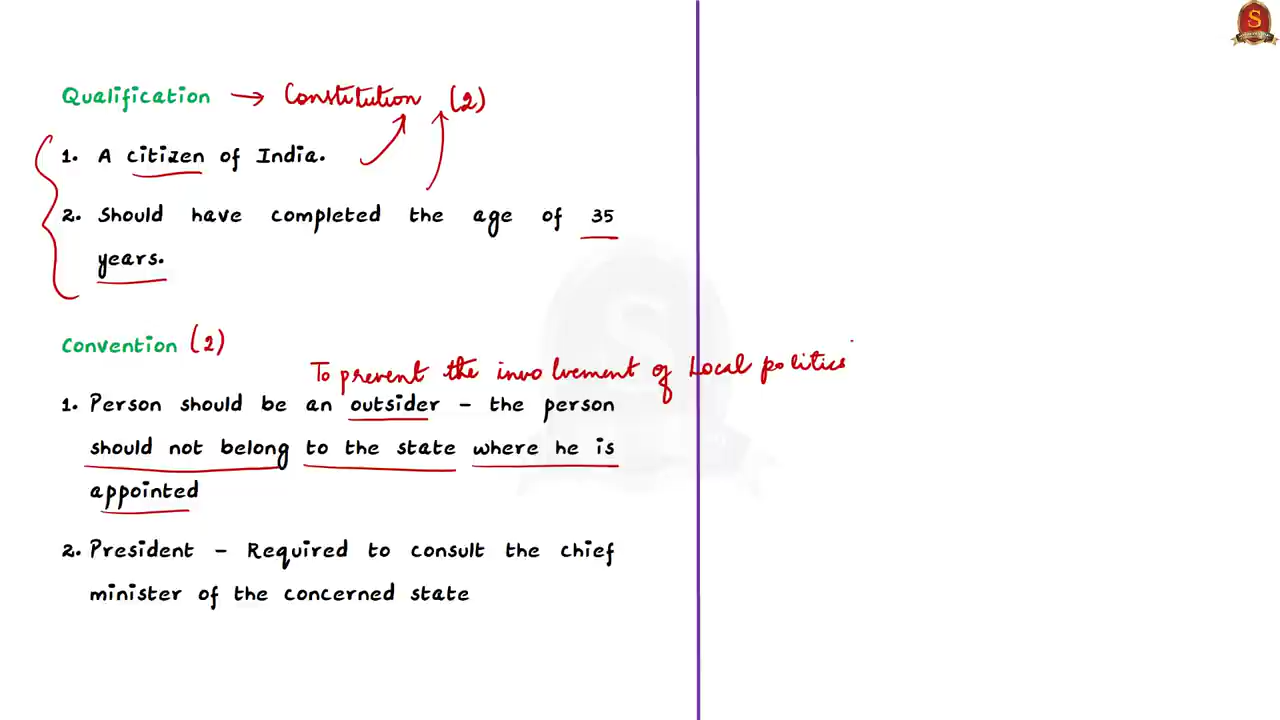 Qualification → Constitution (2)
1. A citizen of India.
2. Should have completed the age of 35
years.
Convention (2)
To prevent the involvement of Local politics
1. Person should be an outsider – the person
should not belong to the state where he is
appointed
2. President – Required to consult the chief
minister of the concerned state
S